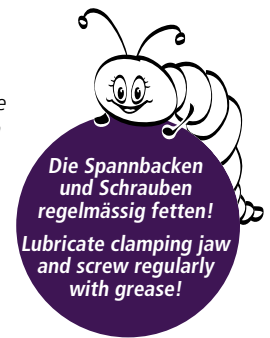 Die Spannbacken
und Schrauben
regelmässig fetten!
Lubricate clamping jaw
and screw regularly
with grease!